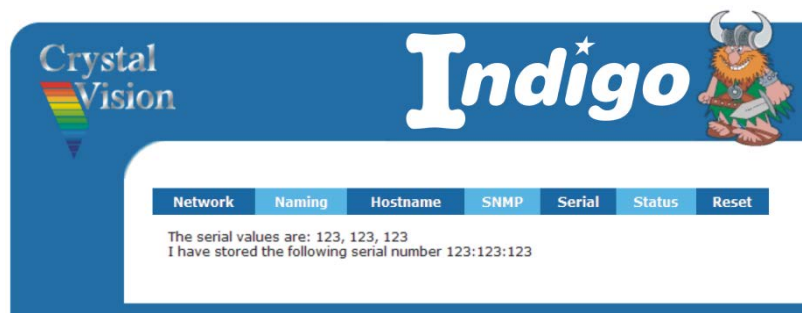 Crystal
Vision
Indigo
Network Naming Hostname SNMP Serial Status Reset
The serial values are: 123, 123, 123
I have stored the following serial number 123:123:123